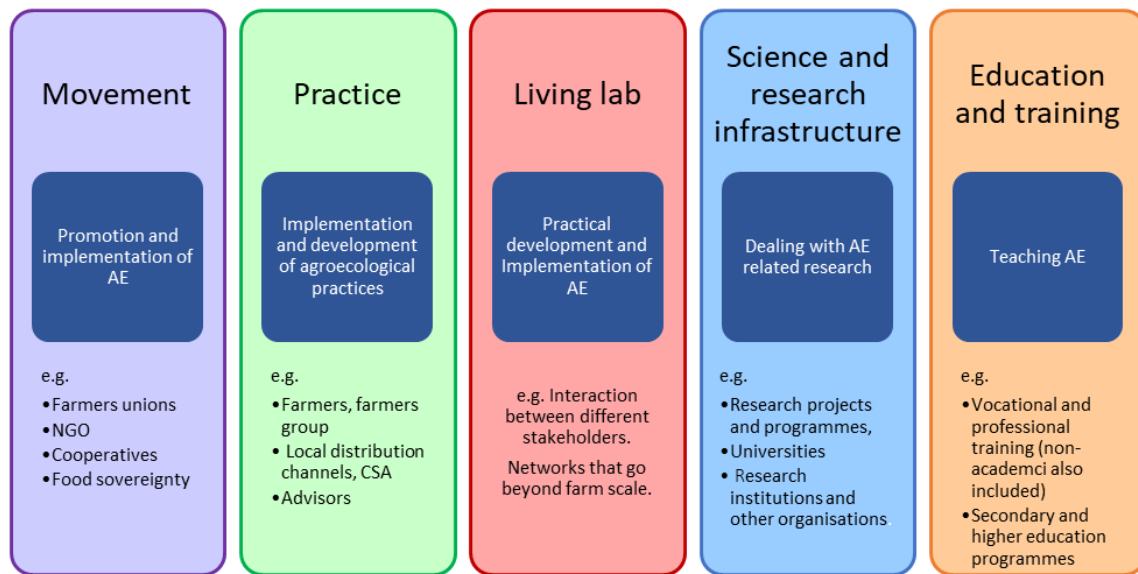 Movement
Promotion and
implementation of
AE
e.g.
•Farmers unions
•NGO
•Cooperatives
•Food sovereignty
Practice
Implementation
and development
of agroecological
practices
e.g.
•Farmers, farmers
group
• Local distribution
channels, CSA
•Advisors
Living lab
Practical
development and
Implementation of
AE
e.g. Interaction
between different
stakeholders.
Networks that go
beyond farm scale.
Science and
research
infrastructure
Dealing with AE
related research
e.g.
•Research projects
and programmes,
•Universities
• Research
institutions and
other organisations.
Education
and training
Teaching AE
e.g.
•Vocational and
professional
training (non-
academci also
included)
•Secondary and
higher education
programmes